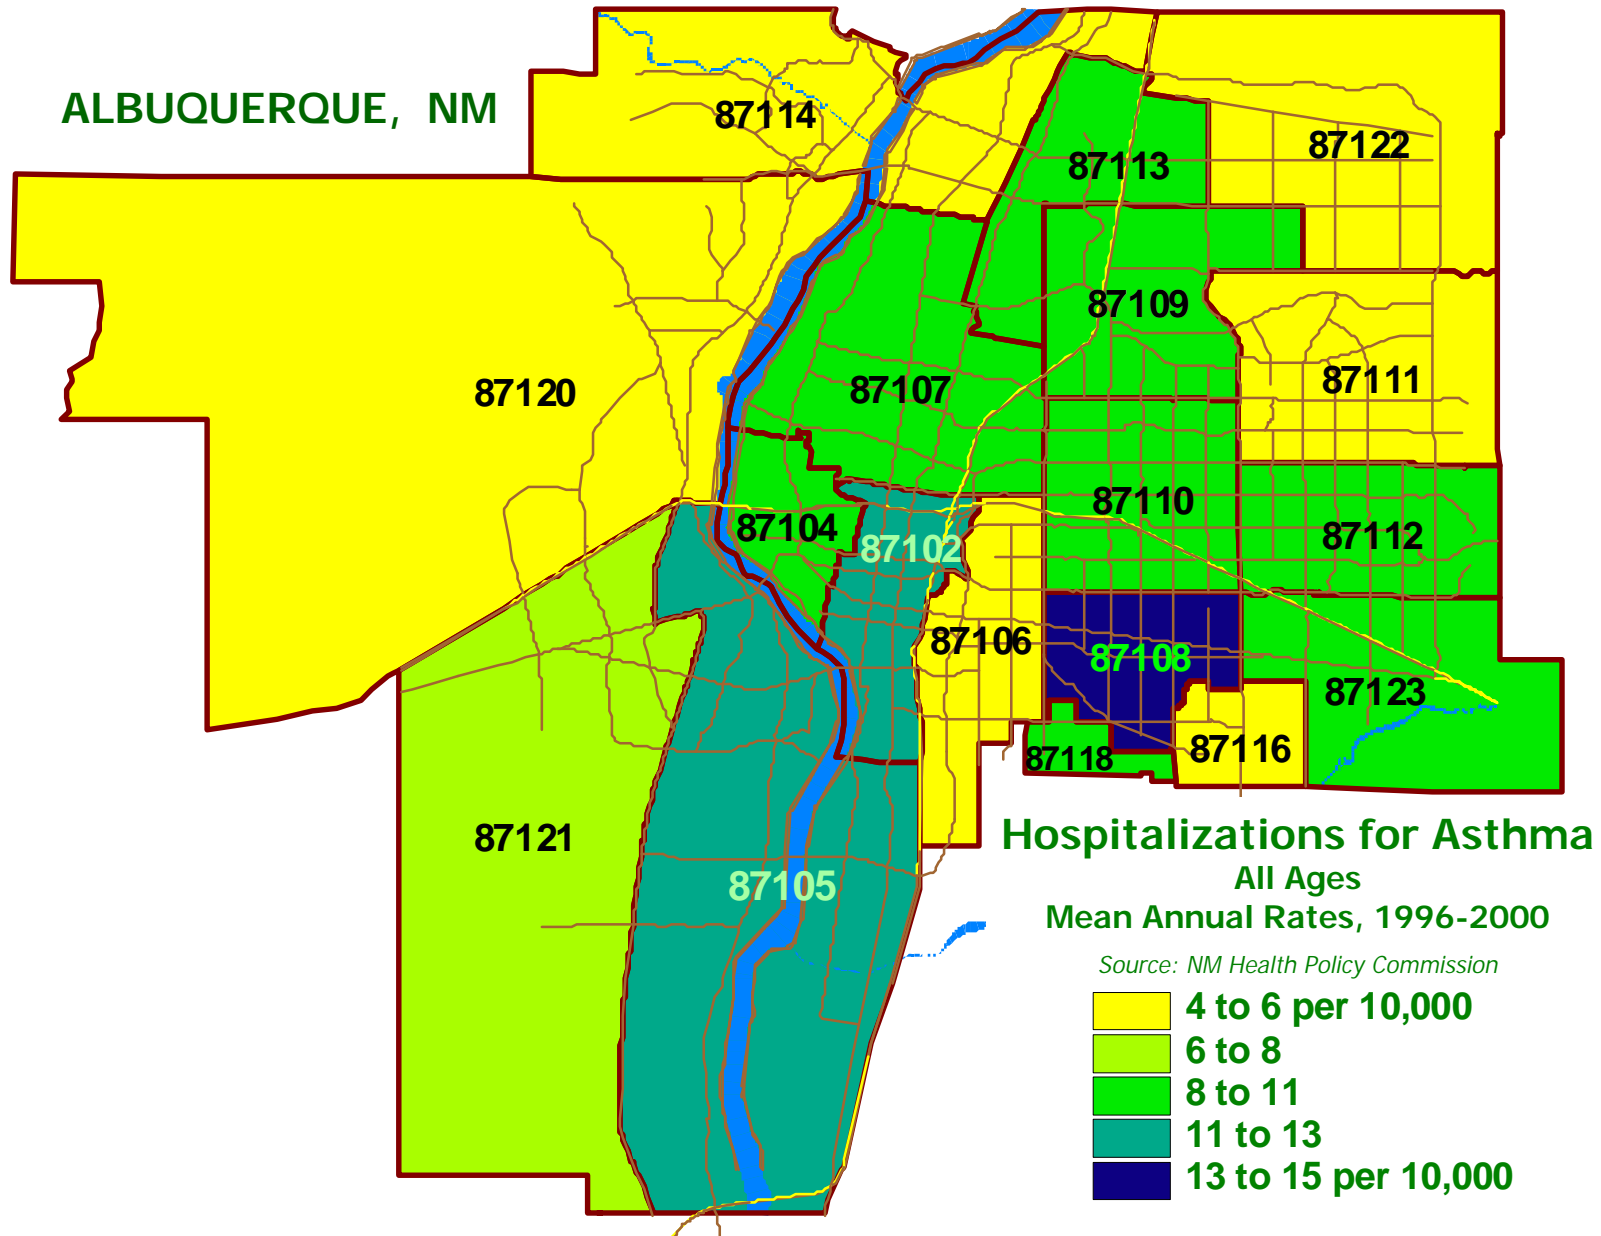 ALBUQUERQUE, NM
87114
87122
87113
87109
87120
87107
87111
87110
87104
87102
87112
87106
87108
87123
87116
87118
87121
87105
Hospitalizations for Asthma
All Ages
Mean Annual Rates, 1996-2000
Source: NM Health Policy Commission
4 to 6 per 10,000
6 to 8
8 to 11
11 to 13
13 to 15 per 10,000